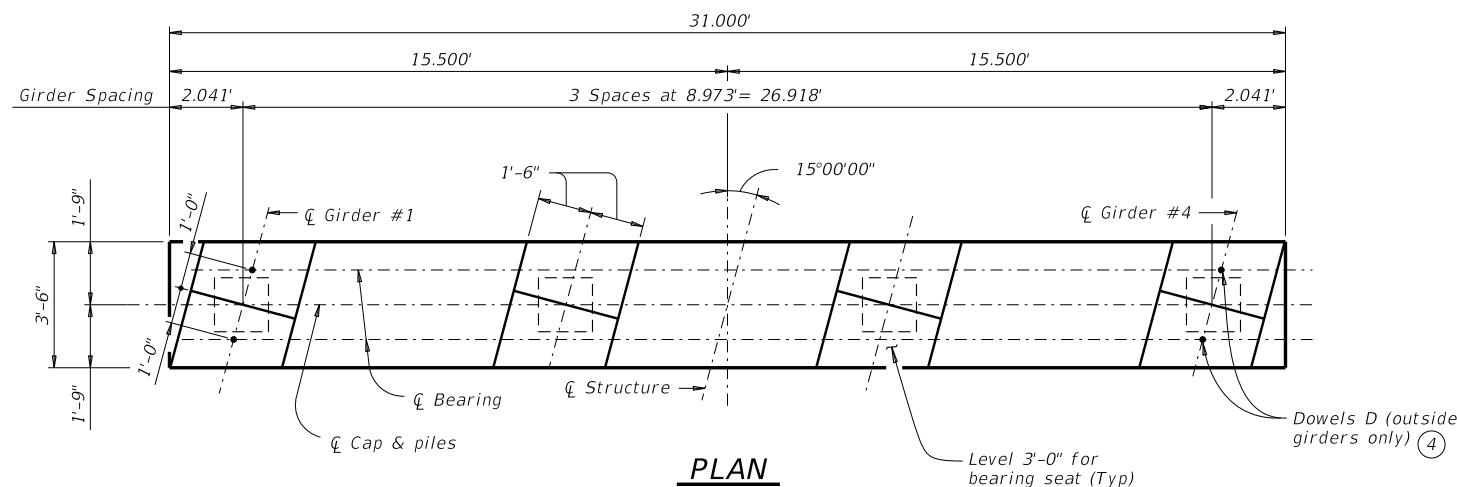 31.000'
15.500'
15.500'
Girder Spacing
2.041'
3 Spaces at 8.973'= 26.918'
2.041'
1'-6"
15°00'00"
1'-9"
1'-0"
℄ Girder #1
℄ Girder #4
3'-6"
1'-0"
1'-9"
℄ Structure
℄ Bearing
℄ Cap & piles
Dowels D (outside
girders only) 4
Level 3'-0" for
bearing seat (Typ)
PLAN